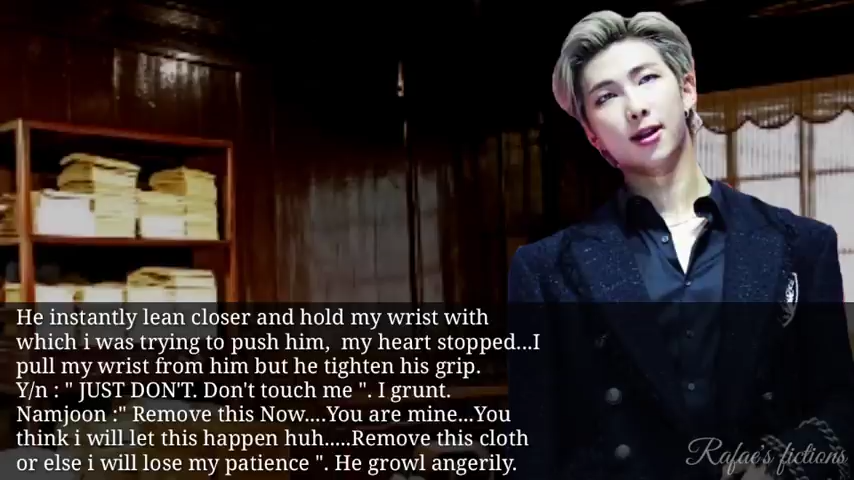 He instantly lean closer and hold my wrist with
which i was trying to push him,  my heart stopped...I
pull my wrist from him but he tighten his grip.
Y/n : " JUST DON'T. Don't touch me ". I grunt.
Namjoon :" Remove this Now....You are mine...You
think i will let this happen huh.....Remove this cloth
or else i will lose my patience ". He growl angerily.
Rafae's fictions